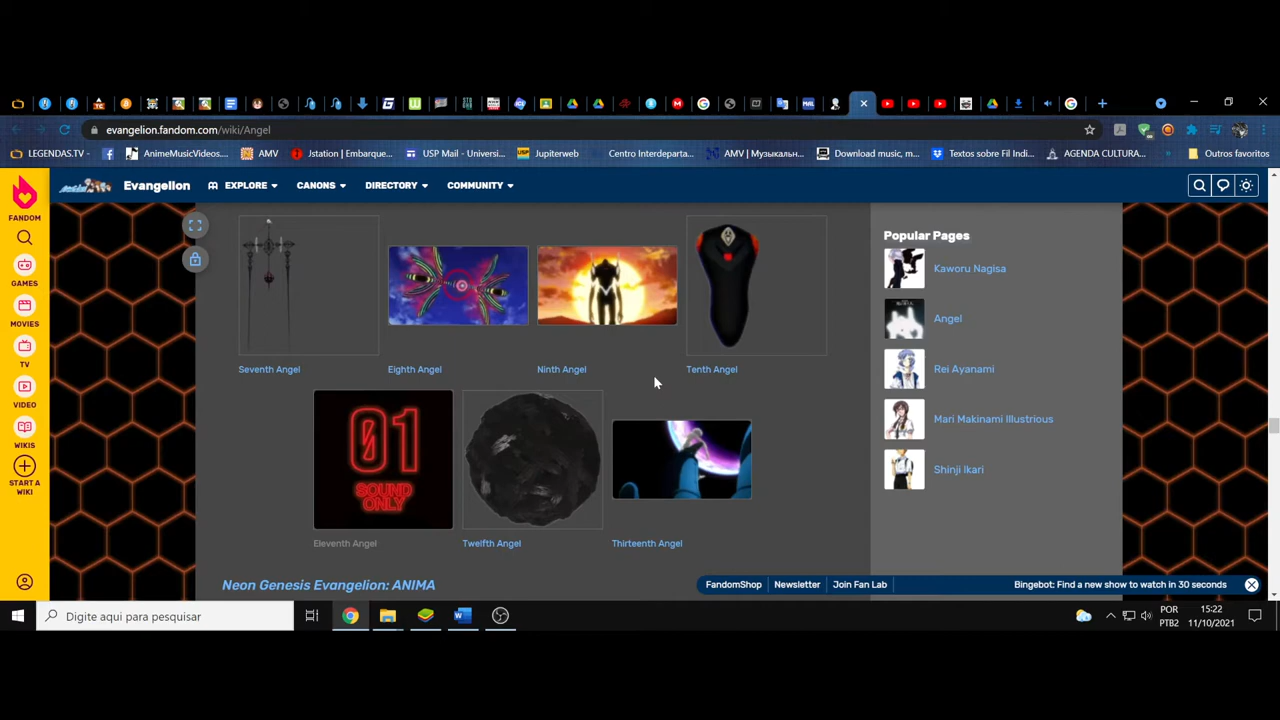 evangelion.fandom.com/wiki/Angel
LEGENDAS.TV
AnimeMusicVideos....
AMV
Jstation | Embarque...
USP Mail - Universi...
Jupiterweb
Centro Interdeparta...
AMV | Музыкальн...
Download music, m...
Textos sobre Fil Indi...
AGENDA CULTURA...
Outros favoritos
FANDOM
GAMES
MOVIES
TV
VIDEO
WIKIS
START A
WIKI
Evangelion
EXPLORE
CANONS
DIRECTORY
COMMUNITY
Seventh Angel
Eighth Angel
Ninth Angel
Tenth Angel
01
SOUND
ONLY
Eleventh Angel
Twelfth Angel
Thirteenth Angel
Neon Genesis Evangelion: ANIMA
Popular Pages
Kaworu Nagisa
Angel
Rei Ayanami
Mari Makinami Illustrious
Shinji Ikari
FandomShop
Newsletter
Join Fan Lab
Bingebot: Find a new show to watch in 30 seconds
Digite aqui para pesquisar
POR
PTB2
15:22
11/10/2021